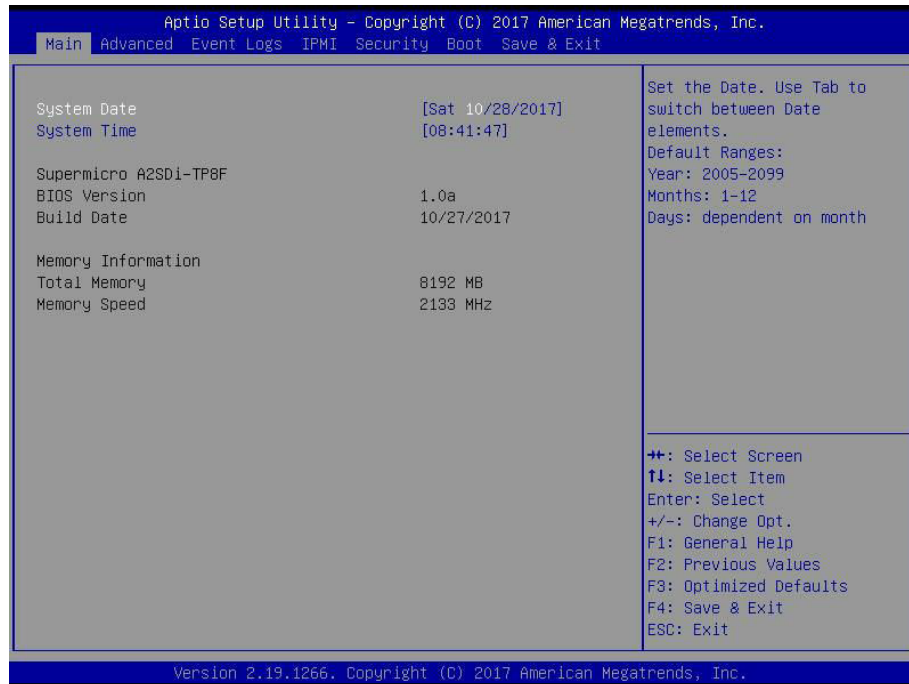 Aptio Setup Utility – Copyright (C) 2017 American Megatrends, Inc.
Main Advanced Event Logs IPMI Security Boot Save & Exit
System Date [Sat 10/28/2017]
System Time [08:41:47]
Supermicro A2SDi-TP8F
BIOS Version 1.0a
Build Date 10/27/2017
Memory Information
Total Memory 8192 MB
Memory Speed 2133 MHz
Set the Date. Use Tab to
switch between Date
elements.
Default Ranges:
Year: 2005-2099
Months: 1-12
Days: dependent on month
→←: Select Screen
↑↓: Select Item
Enter: Select
+/-: Change Opt.
F1: General Help
F2: Previous Values
F3: Optimized Defaults
F4: Save & Exit
ESC: Exit
Version 2.19.1266. Copyright (C) 2017 American Megatrends, Inc.